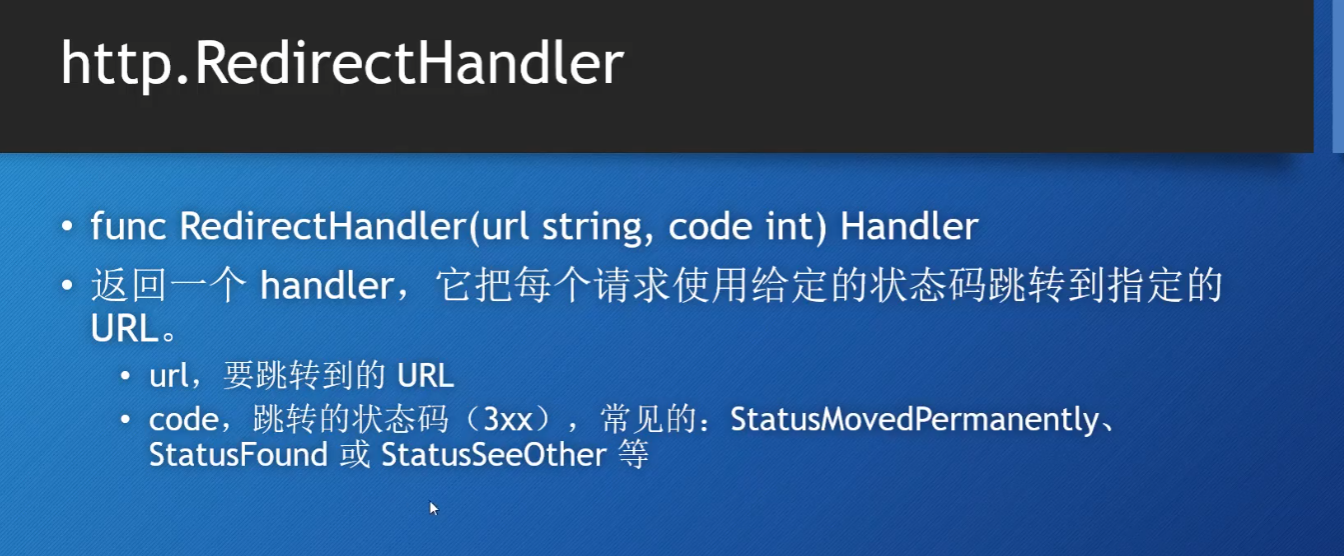 http.RedirectHandler
• func RedirectHandler(url string, code int) Handler
• 返回一个 handler，它把每个请求使用给定的状态码跳转到指定的
URL。
• url，要跳转到的 URL
• code，跳转的状态码（3xx），常见的：StatusMovedPermanently、
StatusFound 或 StatusSeeOther 等